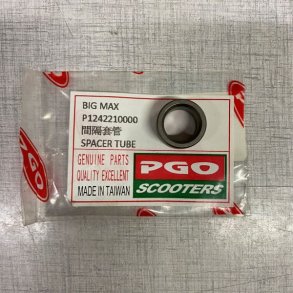 BIG MAX
P1242210000
間隔套管
SPACER TUBE
GENUINE PARTS
QUALITY EXCELLENT
MADE IN TAIWAN
PGO
SCOOTERS